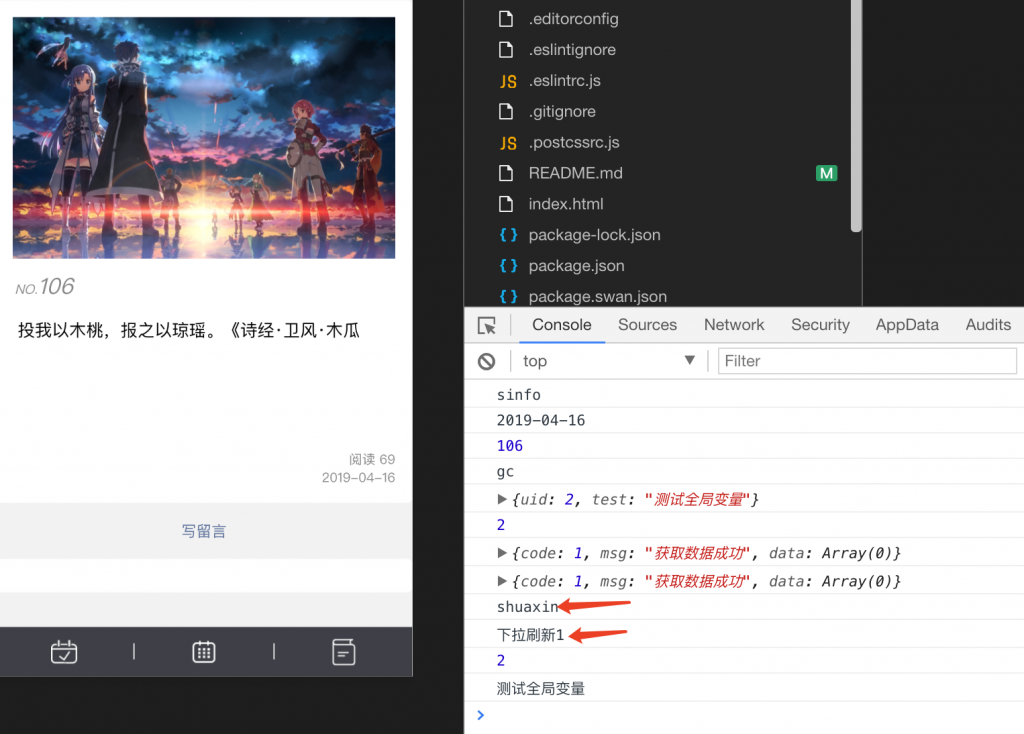 NO.106
投我以木桃，报之以琼瑶。《诗经·卫风·木瓜
阅读 69
2019-04-16
写留言
.editorconfig
.eslintignore
JS .eslintrc.js
.gitignore
JS .postcssrc.js
README.md M
index.html
{ } package-lock.json
{ } package.json
{ } package.swan.json
Console Sources Network Security AppData Audits
top ▼ Filter
sinfo
2019-04-16
106
gc
▶{uid: 2, test: "测试全局变量"}
2
▶{code: 1, msg: "获取数据成功", data: Array(0)}
▶{code: 1, msg: "获取数据成功", data: Array(0)}
shuaxin
下拉刷新1
2
测试全局变量
>